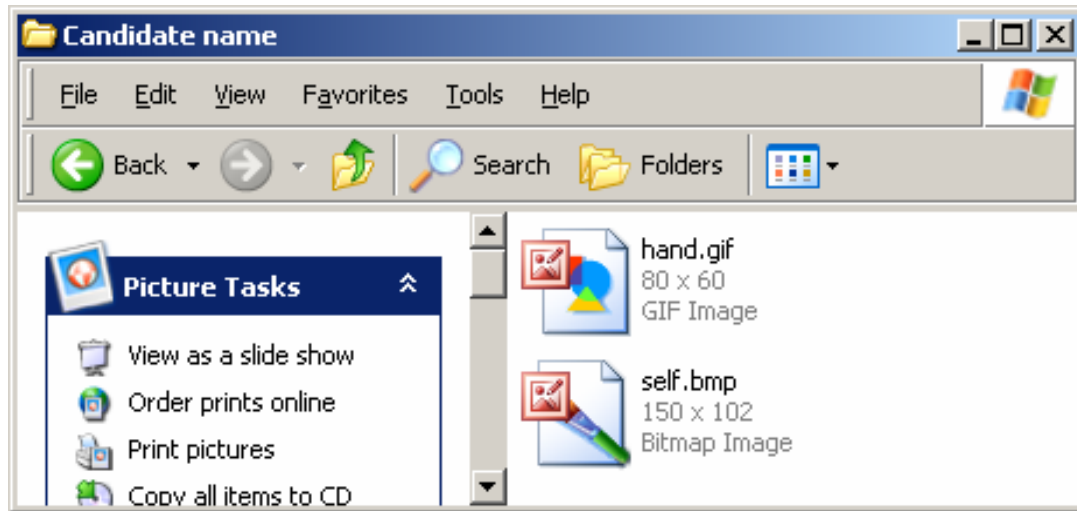 Candidate name
File Edit View Favorites Tools Help
Back Search Folders
Picture Tasks
View as a slide show
Order prints online
Print pictures
Copy all items to CD
hand.gif
80 x 60
GIF Image
self.bmp
150 x 102
Bitmap Image